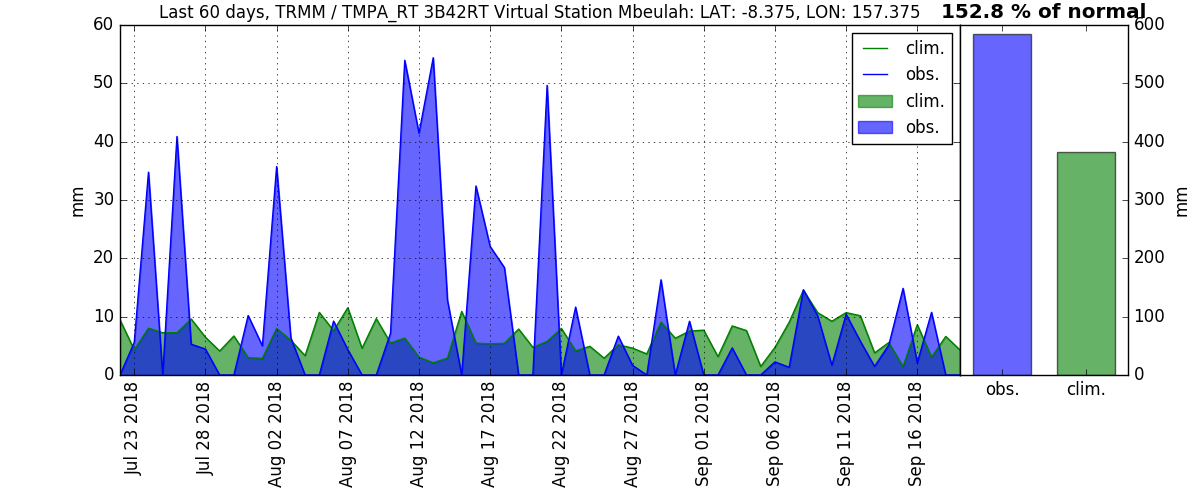 Last 60 days, TRMM / TMPA_RT 3B42RT Virtual Station Mbeulah: LAT: -8.375, LON: 157.375
152.8 % of normal
60
50
40
30
20
10
0
mm
clim.
obs.
clim.
obs.
Jul 23 2018
Jul 28 2018
Aug 02 2018
Aug 07 2018
Aug 12 2018
Aug 17 2018
Aug 22 2018
Aug 27 2018
Sep 01 2018
Sep 06 2018
Sep 11 2018
Sep 16 2018
600
500
400
300
200
100
0
mm
obs.
clim.